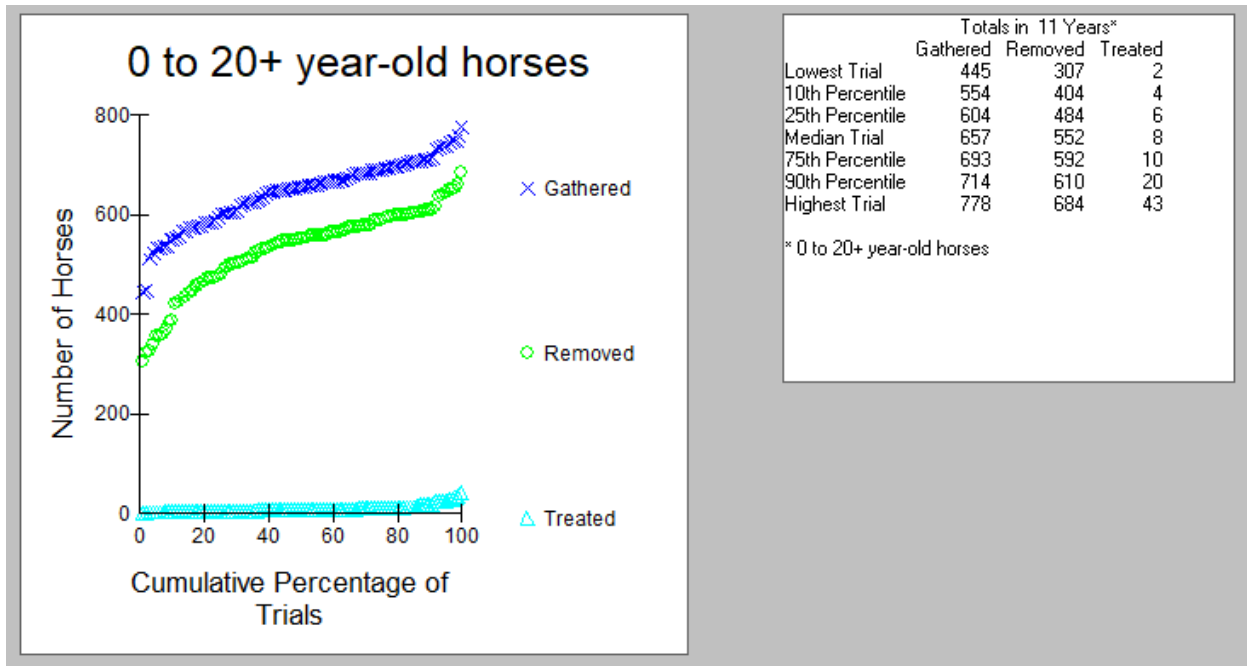 0 to 20+ year-old horses
800
600
400
200
0
0 20 40 60 80 100
Number of Horses
Cumulative Percentage of
Trials
Gathered
Removed
Treated
Totals in 11 Years*
Gathered Removed Treated
Lowest Trial 445 307 2
10th Percentile 554 404 4
25th Percentile 604 484 6
Median Trial 657 552 8
75th Percentile 693 592 10
90th Percentile 714 610 20
Highest Trial 778 684 43
* 0 to 20+ year-old horses